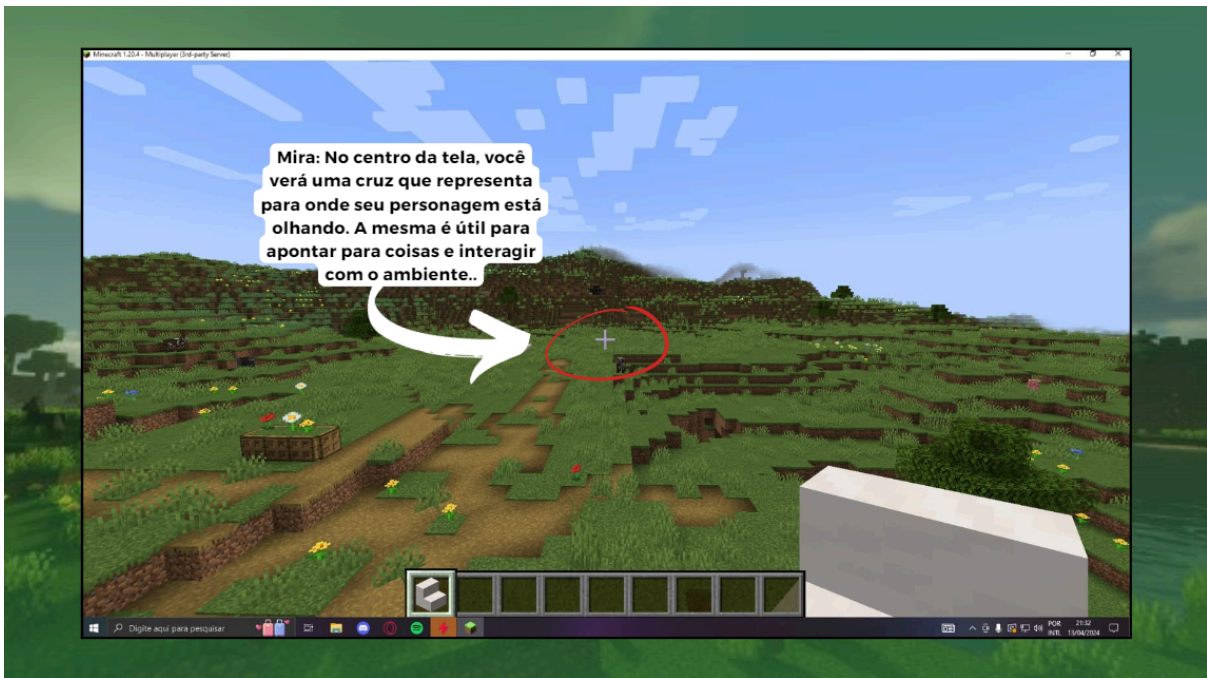 Minecraft 1.20.4 - Multiplayer (3rd-party Server)
Mira: No centro da tela, você
verá uma cruz que representa
para onde seu personagem está
olhando. A mesma é útil para
apontar para coisas e interagir
com o ambiente..
Digite aqui para pesquisar
POR 21:32
INTL 13/04/2024